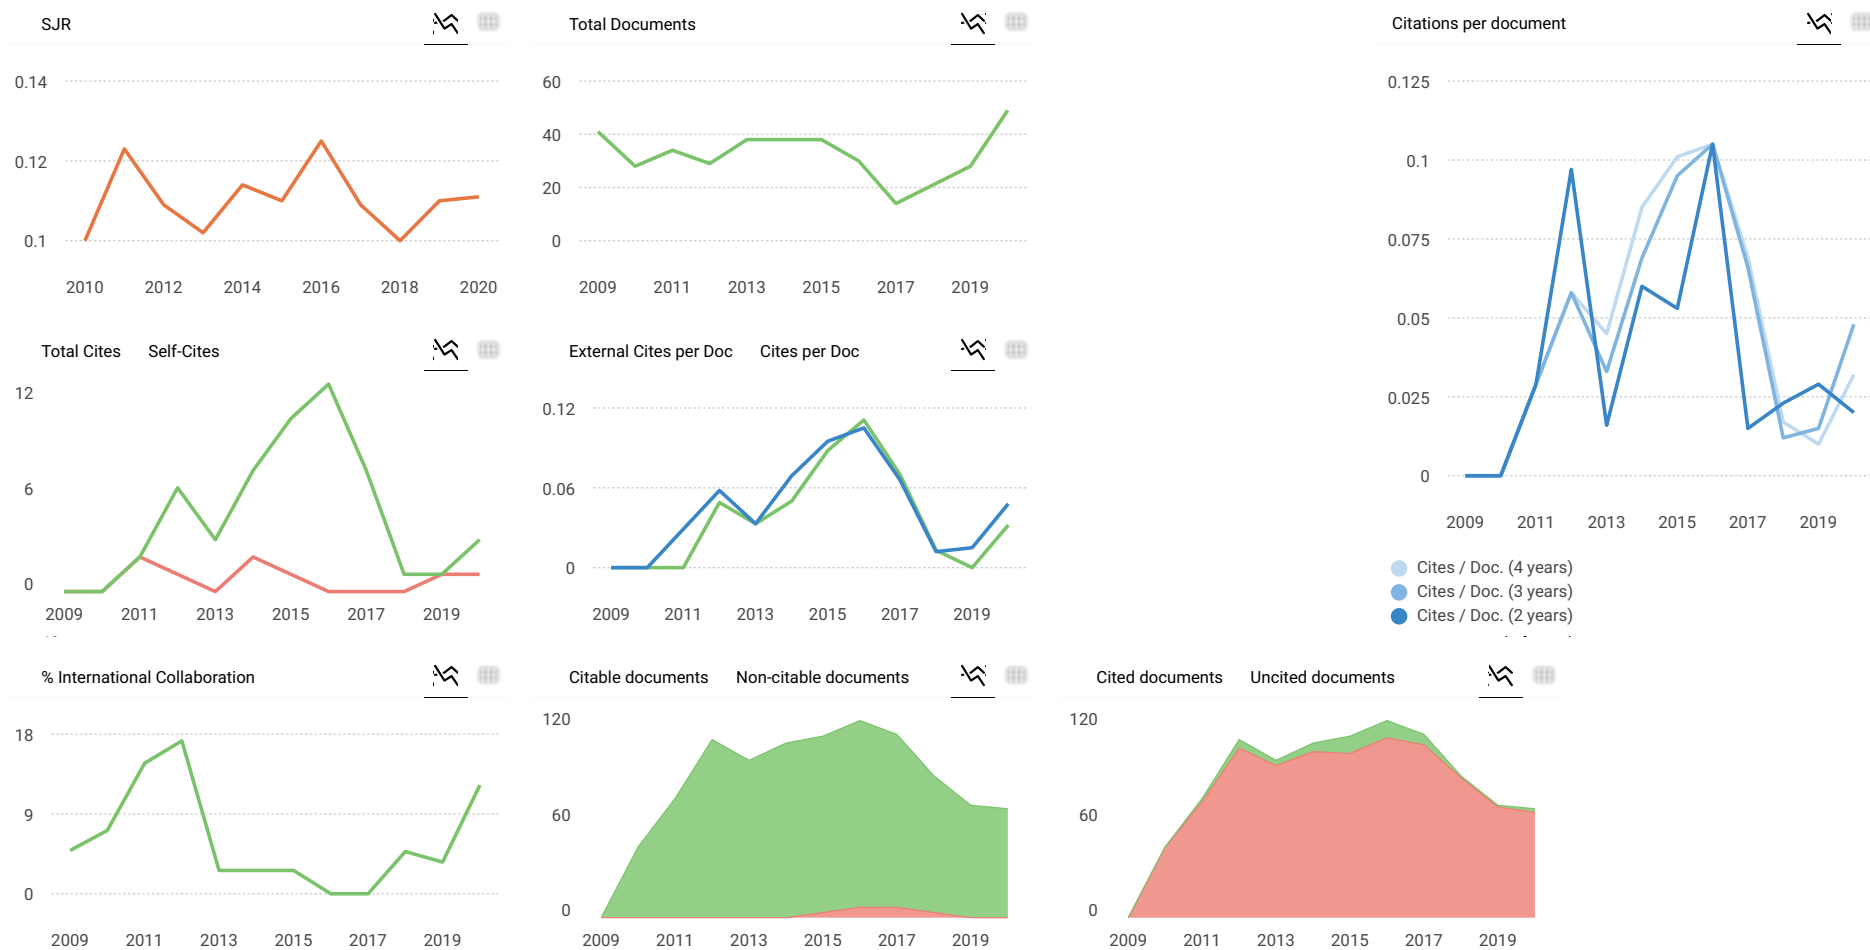 SJR
0.14
0.12
0.1
2010 2012 2014 2016 2018 2020
Total Documents
60
40
20
0
2009 2011 2013 2015 2017 2019
Citations per document
0.125
0.1
0.075
0.05
0.025
0
2009 2011 2013 2015 2017 2019
Cites / Doc. (4 years)
Cites / Doc. (3 years)
Cites / Doc. (2 years)
Total Cites Self-Cites
12
6
0
2009 2011 2013 2015 2017 2019
External Cites per Doc Cites per Doc
0.12
0.06
0
2009 2011 2013 2015 2017 2019
% International Collaboration
18
9
0
2009 2011 2013 2015 2017 2019
Citable documents Non-citable documents
120
60
0
2009 2011 2013 2015 2017 2019
Cited documents Uncited documents
120
60
0
2009 2011 2013 2015 2017 2019